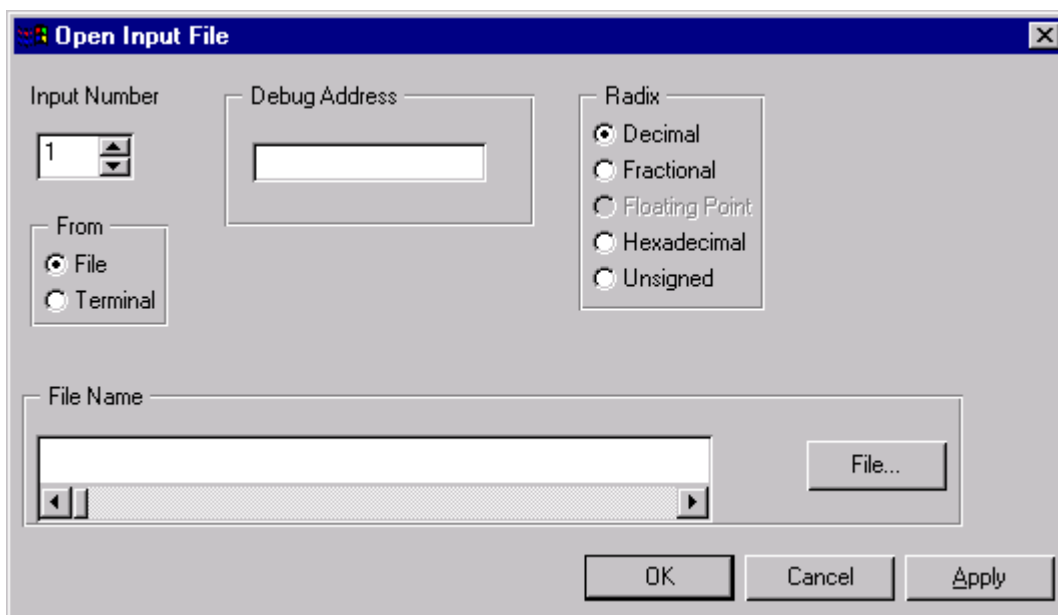 Open Input File
Input Number
1
Debug Address
Radix
Decimal
Fractional
Floating Point
Hexadecimal
Unsigned
From
File
Terminal
File Name
File...
OK
Cancel
Apply